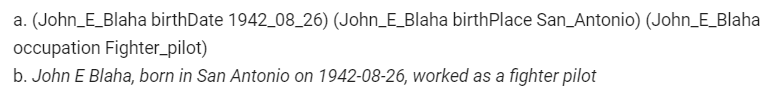 a. (John_E_Blaha birthDate 1942_08_26) (John_E_Blaha birthPlace San_Antonio) (John_E_Blaha
occupation Fighter_pilot)
b. John E Blaha, born in San Antonio on 1942-08-26, worked as a fighter pilot